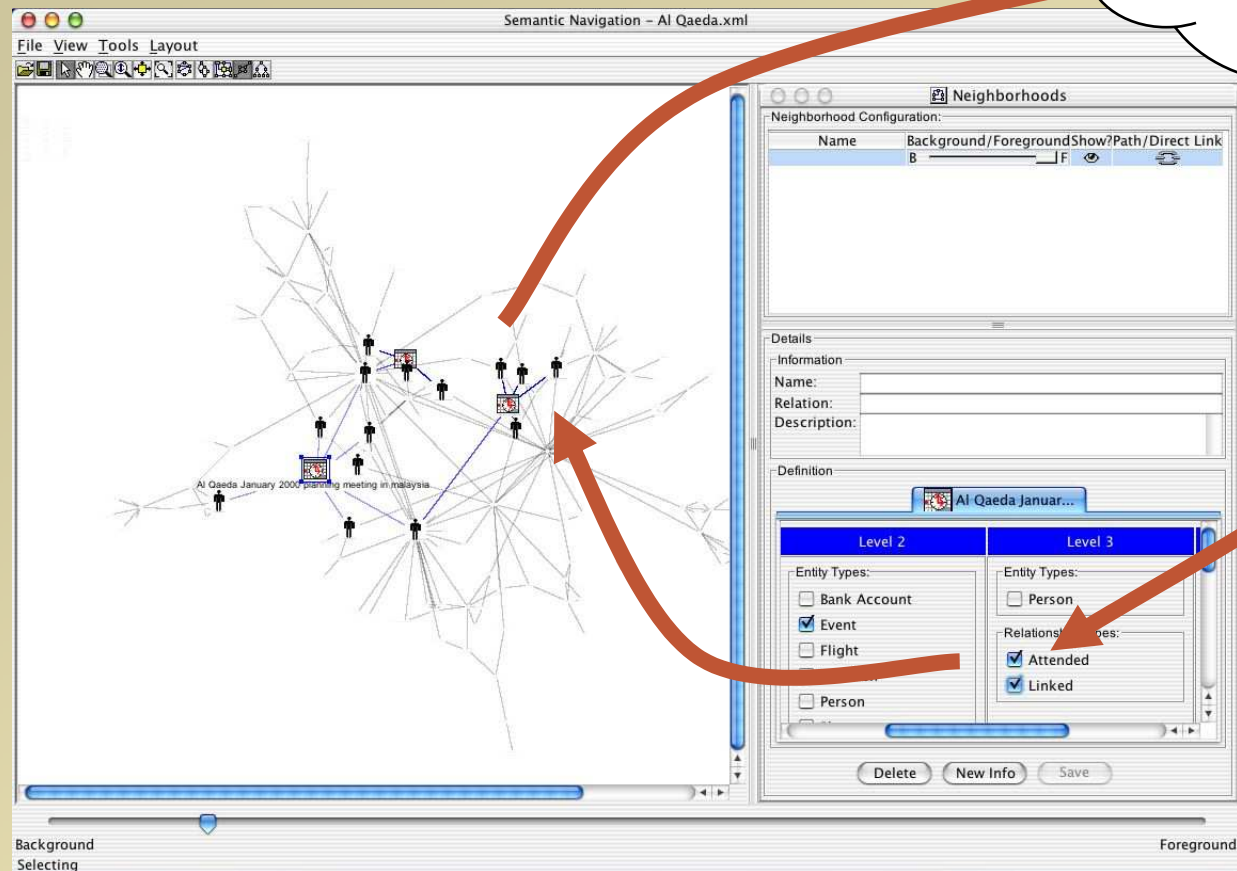 Semantic Navigation – Al Qaeda.xml
File View Tools Layout
Al Qaeda January 2000 planning meeting in malaysia
Neighborhoods
Neighborhood Configuration:
Name Background/Foreground Show? Path/Direct Link
B F
Details
Information
Name:
Relation:
Description:
Definition
Al Qaeda Januar...
Level 2 Level 3
Entity Types: Entity Types:
Bank Account Person
Event
Flight Attended
Person Linked
Delete New Info Save
Background Foreground
Selecting